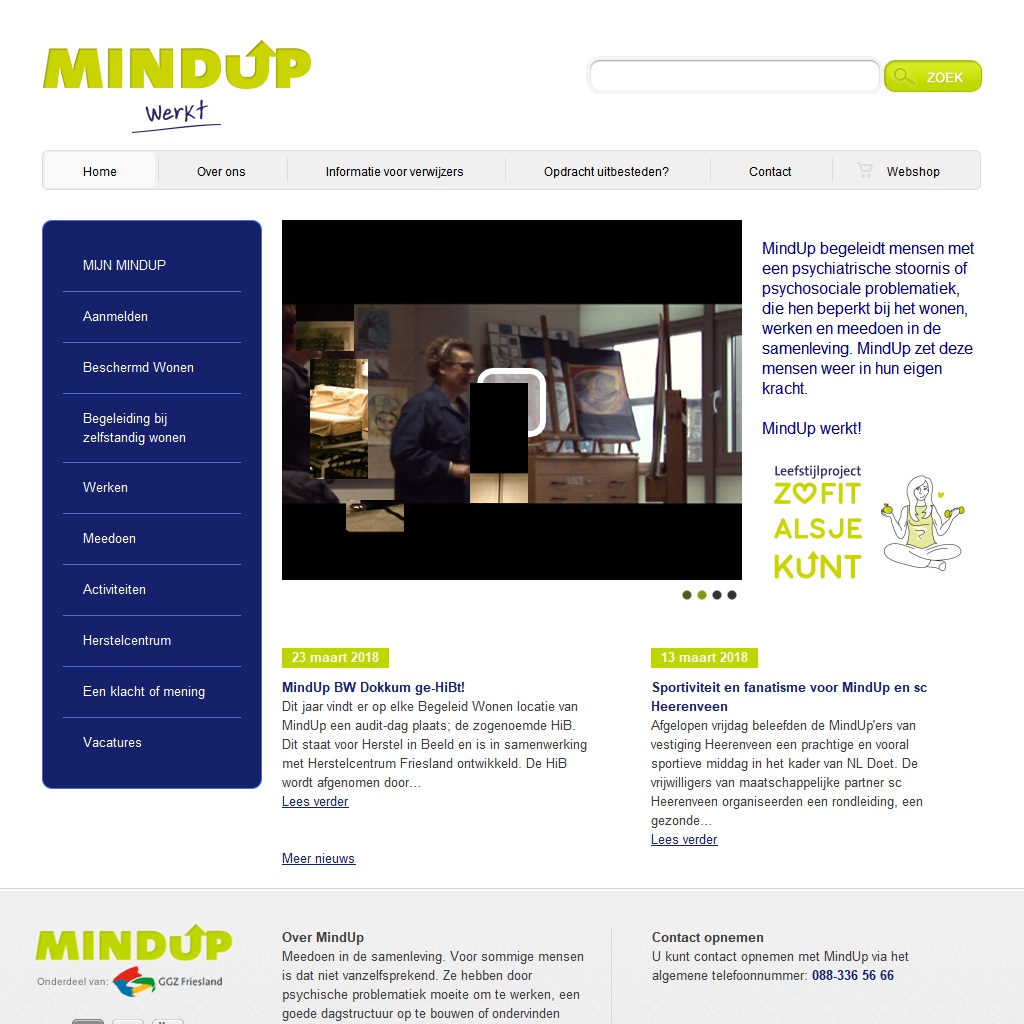 MINDUP
Werkt
ZOEK
Home
Over ons
Informatie voor verwijzers
Opdracht uitbesteden?
Contact
Webshop
MIJN MINDUP
Aanmelden
Beschermd Wonen
Begeleiding bij
zelfstandig wonen
Werken
Meedoen
Activiteiten
Herstelcentrum
Een klacht of mening
Vacatures
MindUp begeleidt mensen met
een psychiatrische stoornis of
psychosociale problematiek,
die hen beperkt bij het wonen,
werken en meedoen in de
samenleving. MindUp zet deze
mensen weer in hun eigen
kracht.
MindUp werkt!
Leefstijlproject
ZO FIT
ALS JE
KUNT
23 maart 2018
MindUp BW Dokkum ge-HiBt!
Dit jaar vindt er op elke Begeleid Wonen locatie van
MindUp een audit-dag plaats; de zogenoemde HiB.
Dit staat voor Herstel in Beeld en is in samenwerking
met Herstelcentrum Friesland ontwikkeld. De HiB
wordt afgenomen door...
Lees verder
Meer nieuws
13 maart 2018
Sportiviteit en fanatisme voor MindUp en sc
Heerenveen
Afgelopen vrijdag beleefden de MindUp'ers van
vestiging Heerenveen een prachtige en vooral
sportieve middag in het kader van NL Doet. De
vrijwilligers van maatschappelijke partner sc
Heerenveen organiseerden een rondleiding, een
gezonde...
Lees verder
MINDUP
Onderdeel van: GGZ Friesland
Over MindUp
Meedoen in de samenleving. Voor sommige mensen
is dat niet vanzelfsprekend. Ze hebben door
psychische problematiek moeite om te werken, een
goede dagstructuur op te bouwen of ondervinden
Contact opnemen
U kunt contact opnemen met MindUp via het
algemene telefoonnummer: 088-336 56 66